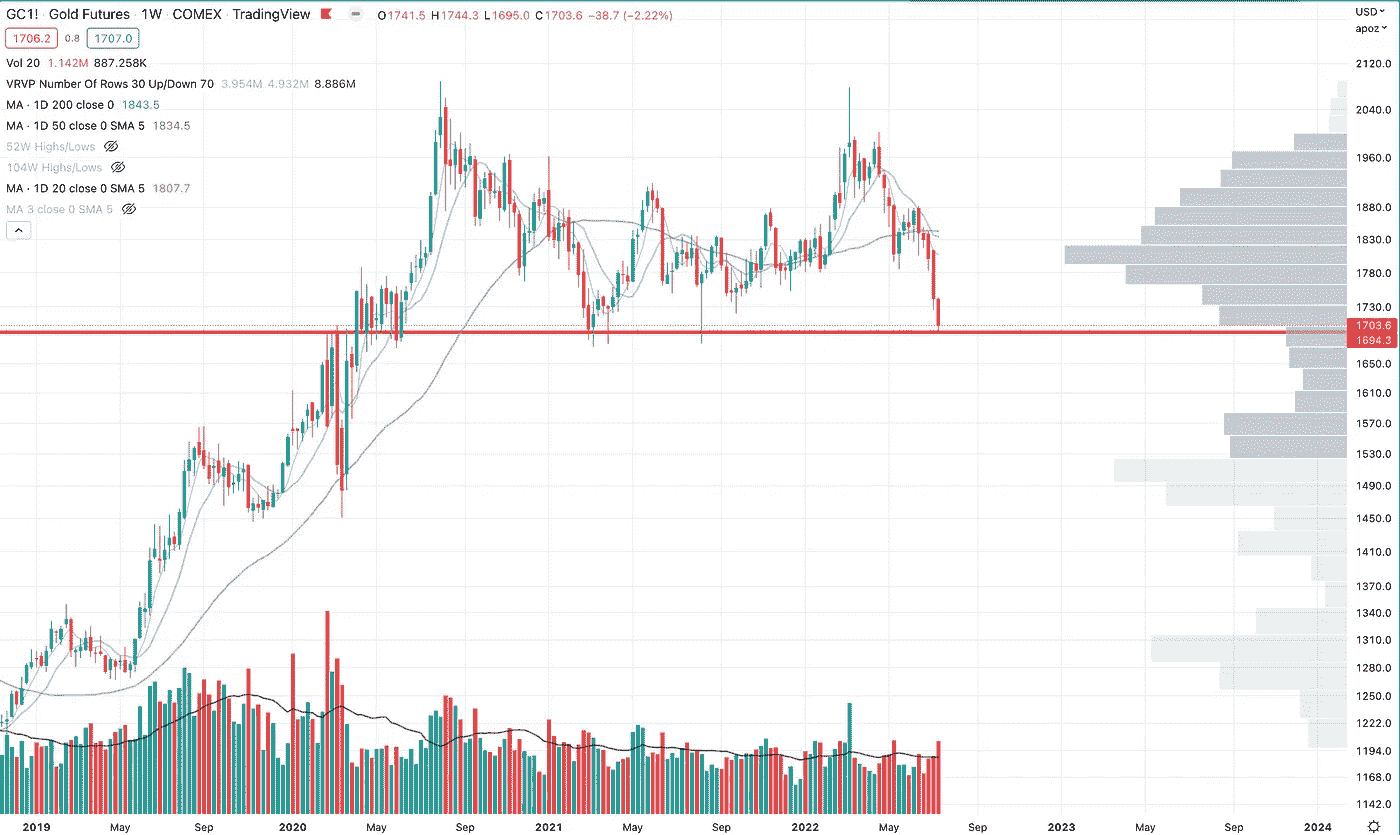 GC1! · Gold Futures · 1W · COMEX · TradingView O1741.5 H1744.3 L1695.0 C1703.6 −38.7 (−2.22%)
1706.2 0.8 1707.0
Vol 20 1.142M 887.258K
VRVP Number Of Rows 30 Up/Down 70 3.954M 4.932M 8.886M
MA · 1D 200 close 0 1843.5
MA · 1D 50 close 0 SMA 5 1834.5
52W Highs/Lows
104W Highs/Lows
MA · 1D 20 close 0 SMA 5 1807.7
MA 3 close 0 SMA 5
USD
apoz
2120.0
2040.0
1960.0
1880.0
1830.0
1780.0
1730.0
1703.6
1694.3
1650.0
1610.0
1570.0
1530.0
1490.0
1450.0
1410.0
1370.0
1340.0
1310.0
1280.0
1250.0
1222.0
1194.0
1168.0
1142.0
2019 May Sep 2020 May Sep 2021 May Sep 2022 May Sep 2023 May Sep 2024